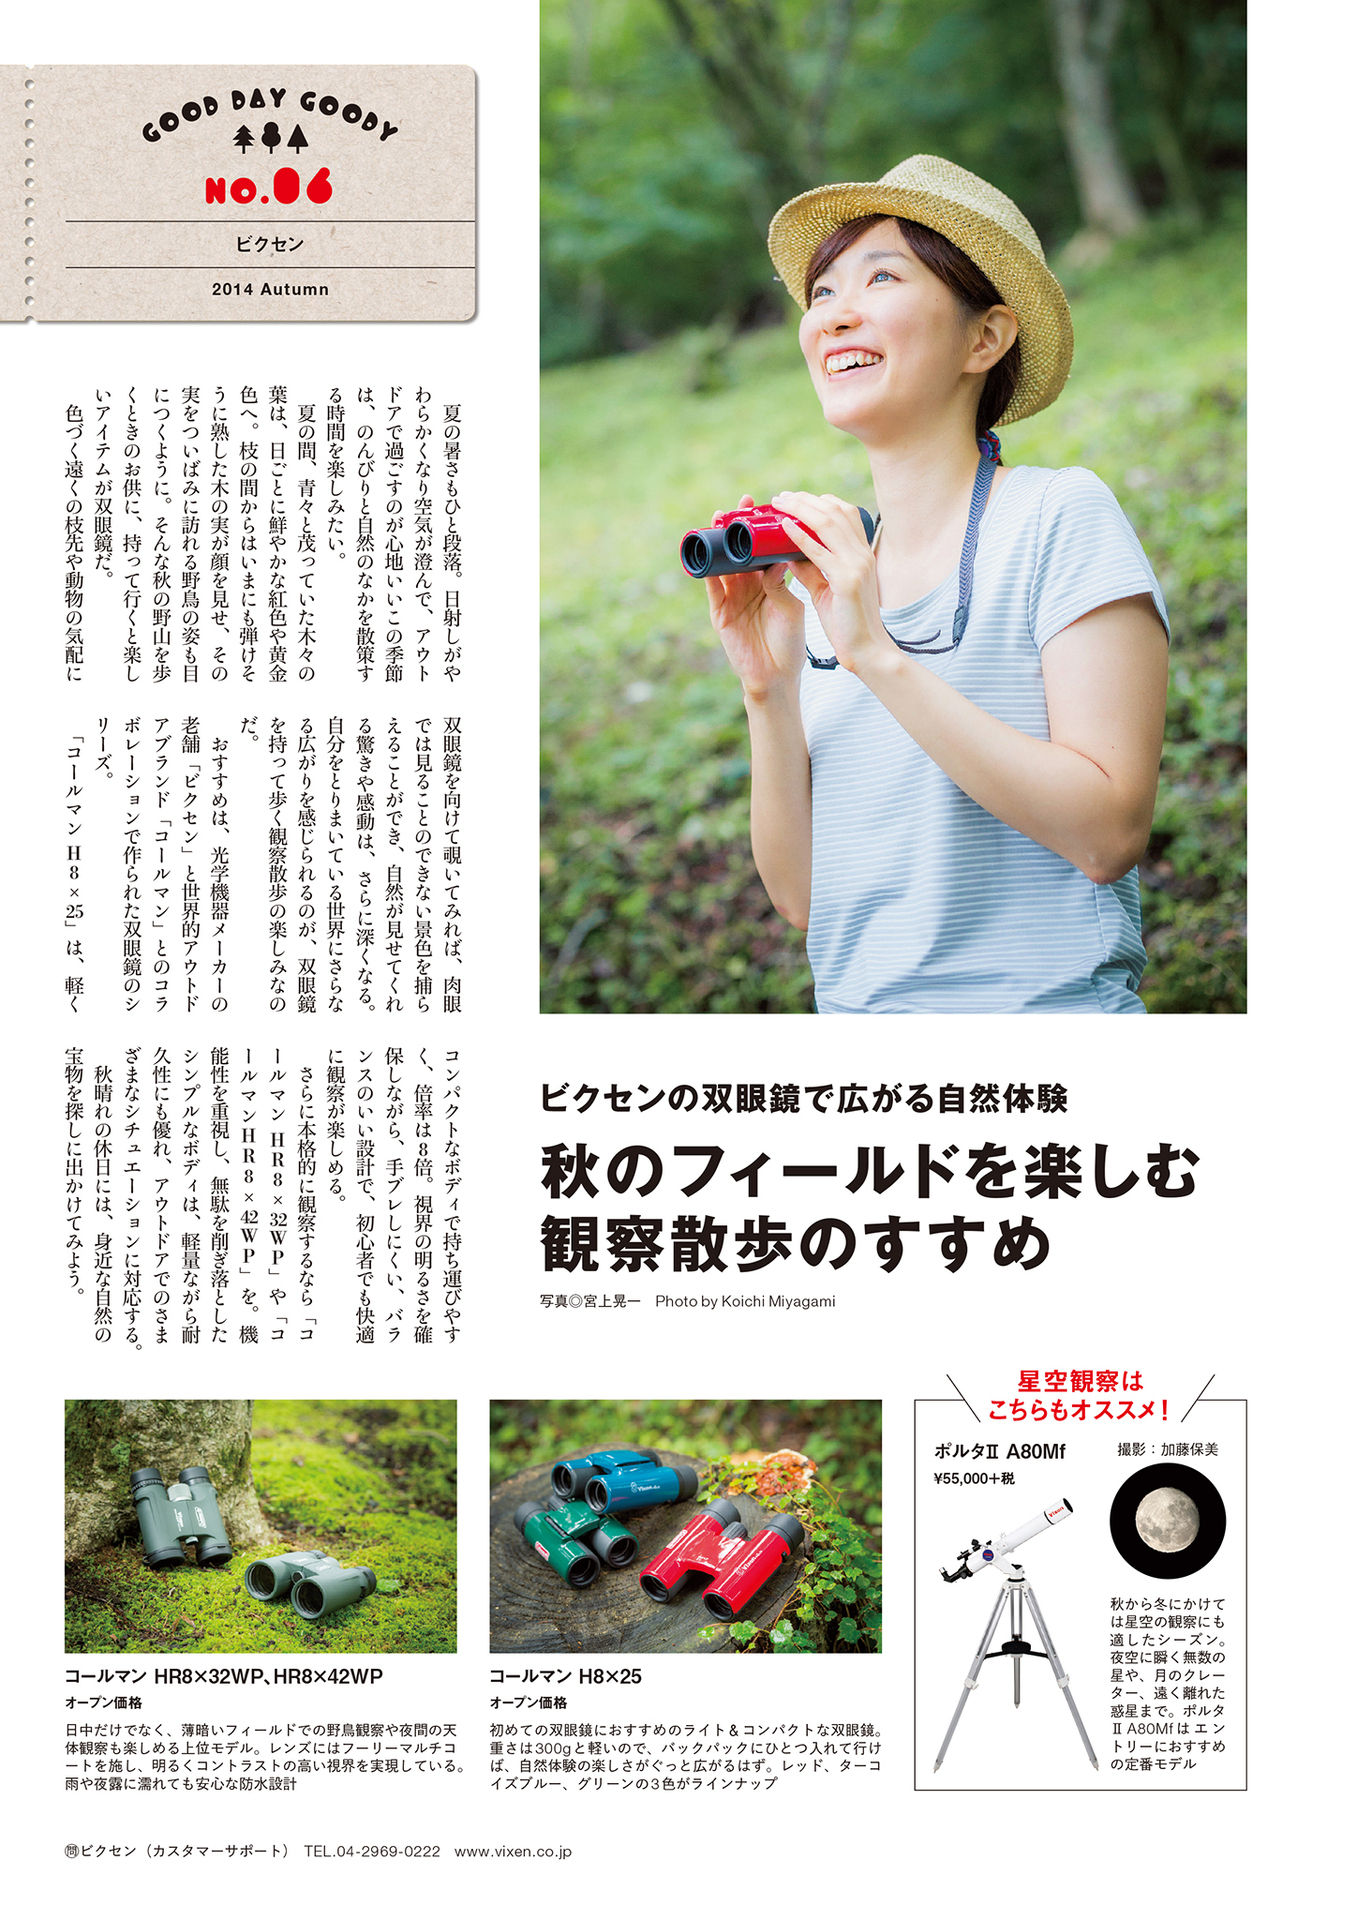 GOOD DAY GOODY
NO.06
ビクセン
2014 Autumn
夏の暑さもひと段落。日射しがや
わらかくなり空気が澄んで、アウト
ドアで過ごすのが心地いいこの季節
は、のんびりと自然のなかを散策す
る時間を楽しみたい。
夏の間、青々と茂っていた木々の
葉は、日ごとに鮮やかな紅色や黄金
色へ。枝の間からはいまにも弾けそ
うに熟した木の実が顔を見せ、その
実をついばみに訪れる野鳥の姿も目
につくように。そんな秋の野山を歩
くときのお供に、持って行くと楽し
いアイテムが双眼鏡だ。
色づく遠くの枝先や動物の気配に
双眼鏡を向けて覗いてみれば、肉眼
では見ることのできない景色を捕ら
えることができ、自然が見せてくれ
る驚きや感動は、さらに深くなる。
自分をとりまいている世界にさらな
る広がりを感じられるのが、双眼鏡
を持って歩く観察散歩の楽しみなの
だ。
おすすめは、光学機器メーカーの
老舗「ビクセン」と世界的アウトド
アブランド「コールマン」とのコラ
ボレーションで作られた双眼鏡のシ
リーズ。
「コールマン H8×25」は、軽く
コンパクトなボディで持ち運びやす
く、倍率は8倍。視界の明るさを確
保しながら、手ブレしにくい、バラ
ンスのいい設計で、初心者でも快適
に観察が楽しめる。
さらに本格的に観察するなら「コ
ールマン HR8×32WP」や「コ
ールマンHR8×42WP」を。機
能性を重視し、無駄を削ぎ落とした
シンプルなボディは、軽量ながら耐
久性にも優れ、アウトドアでのさま
ざまなシチュエーションに対応する。
秋晴れの休日には、身近な自然の
宝物を探しに出かけてみよう。
ビクセンの双眼鏡で広がる自然体験
秋のフィールドを楽しむ
観察散歩のすすめ
写真◎宮上晃一 Photo by Koichi Miyagami
コールマン HR8×32WP、HR8×42WP
オープン価格
日中だけでなく、薄暗いフィールドでの野鳥観察や夜間の天
体観察も楽しめる上位モデル。レンズにはフーリーマルチコ
ートを施し、明るくコントラストの高い視界を実現している。
雨や夜露に濡れても安心な防水設計
Vixen
Vixen
コールマン H8×25
オープン価格
初めての双眼鏡におすすめのライト&コンパクトな双眼鏡。
重さは300gと軽いので、バックパックにひとつ入れて行け
ば、自然体験の楽しさがぐっと広がるはず。レッド、ターコ
イズブルー、グリーンの3色がラインナップ
星空観察は
こちらもオススメ!
ポルタⅡ A80Mf
¥55,000+税
撮影:加藤保美
Vixen
秋から冬にかけて
は星空の観察にも
適したシーズン。
夜空に瞬く無数の
星や、月のクレー
ター、遠く離れた
惑星まで。ポルタ
Ⅱ A80Mfはエン
トリーにおすすめ
の定番モデル
㉄ビクセン(カスタマーサポート) TEL.04-2969-0222 www.vixen.co.jp